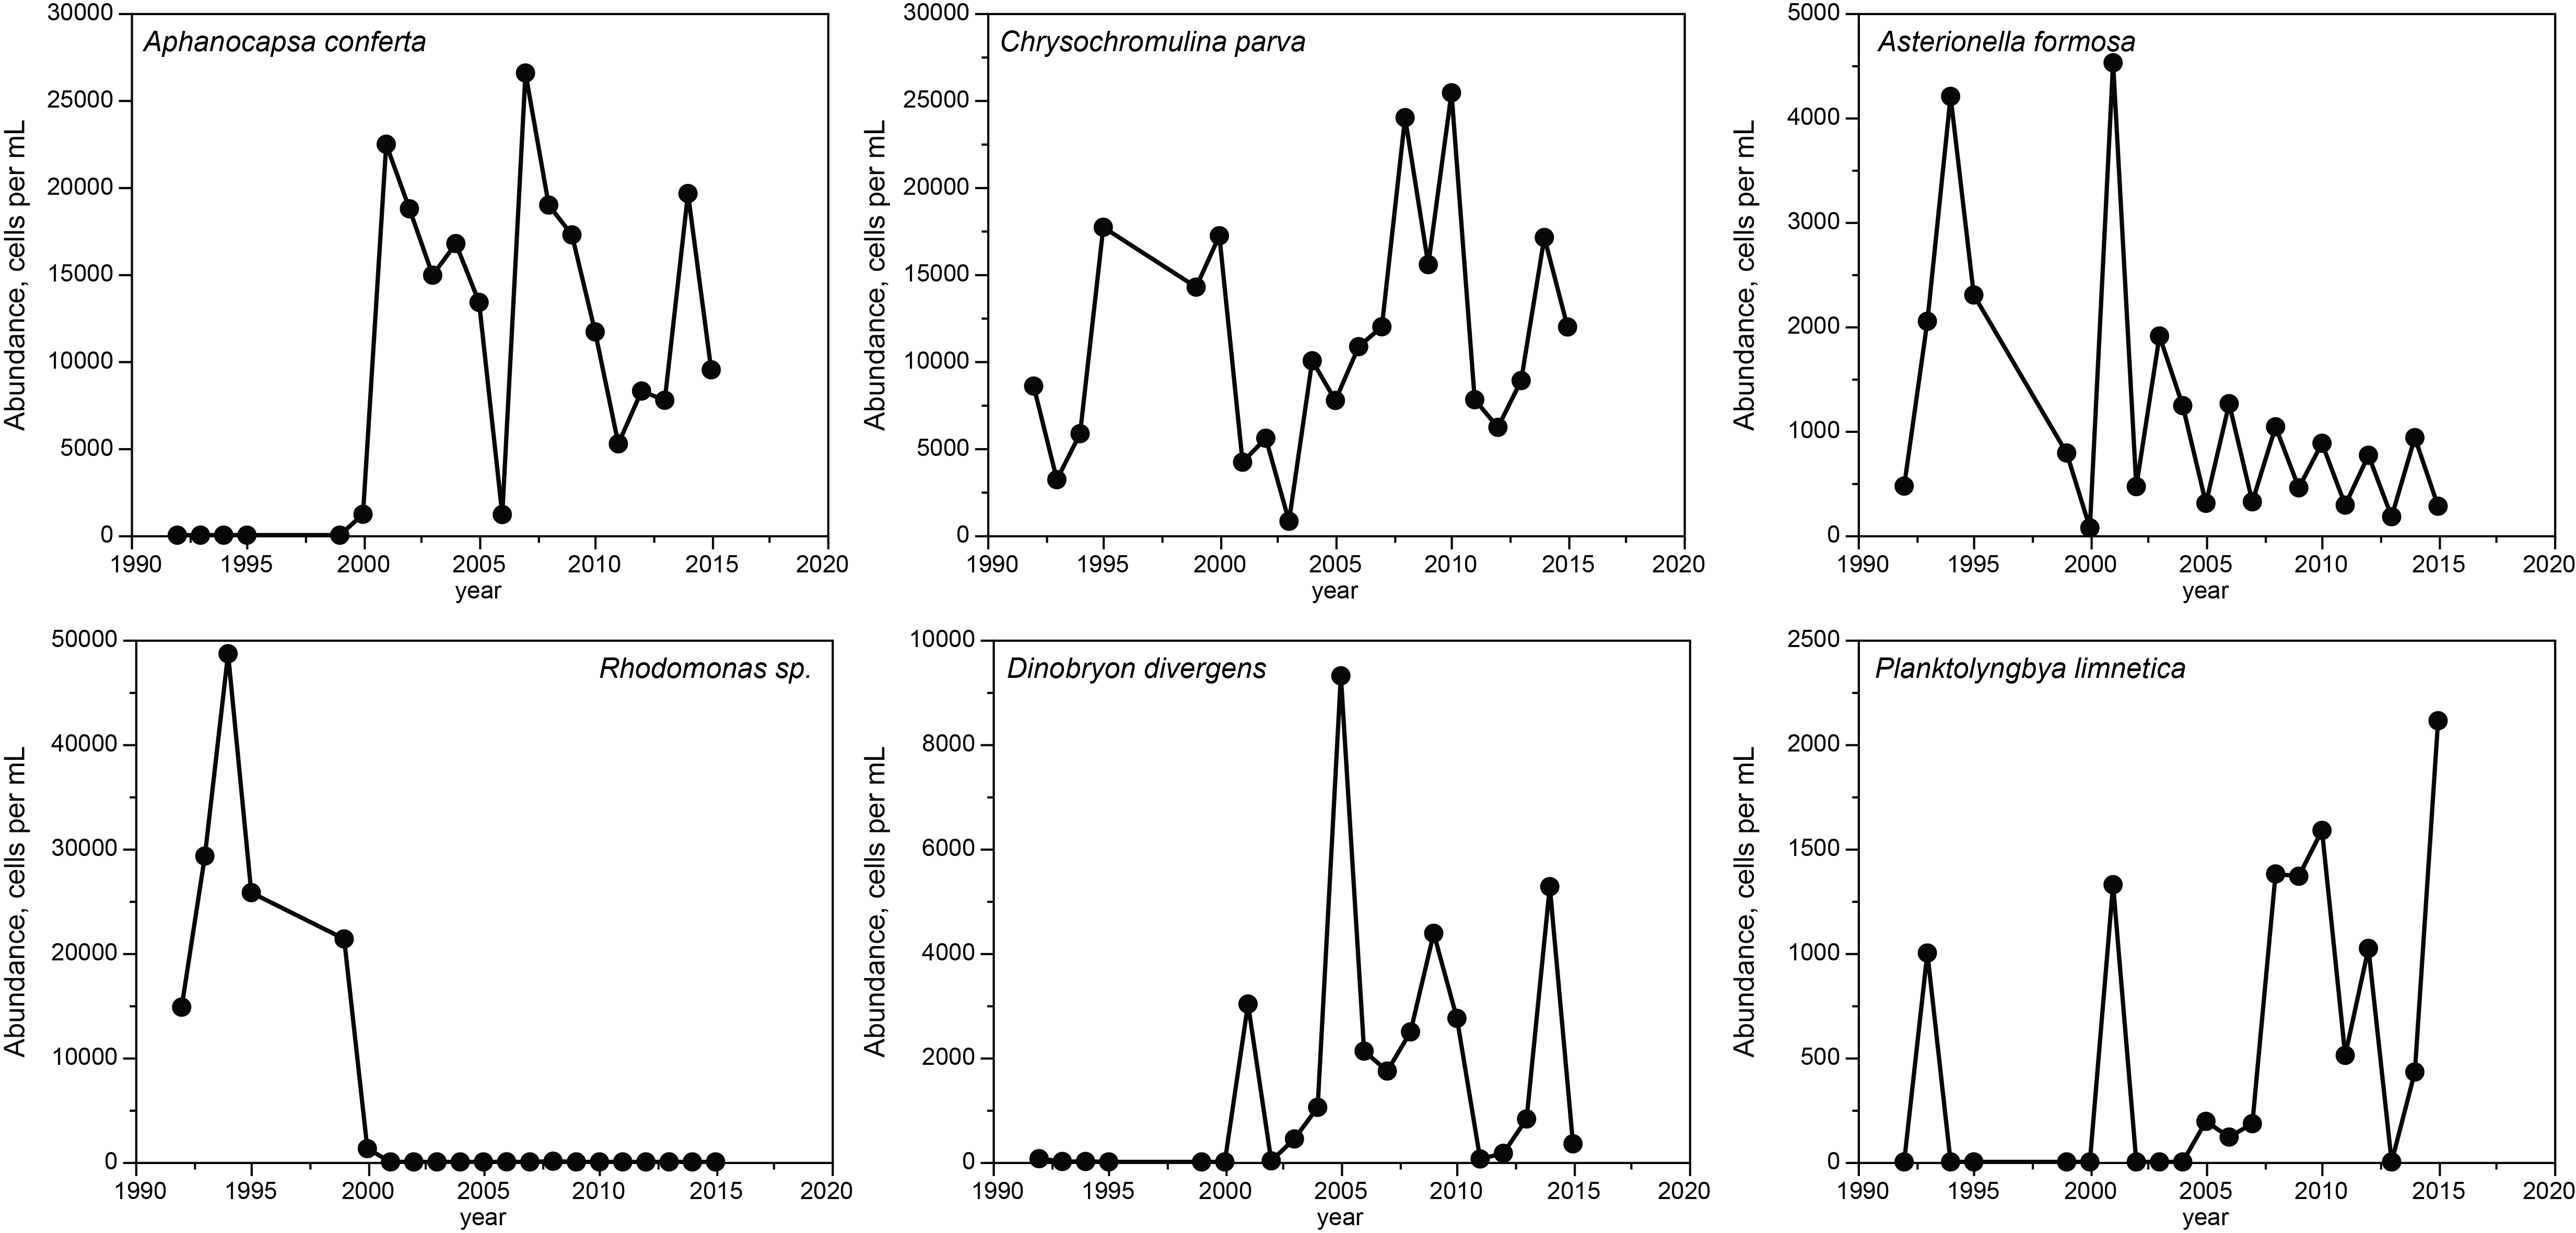 Aphanocapsa conferta
Abundance, cells per mL
30000
25000
20000
15000
10000
5000
0
1990 1995 2000 2005 2010 2015 2020
year
Chrysochromulina parva
Abundance, cells per mL
30000
25000
20000
15000
10000
5000
0
1990 1995 2000 2005 2010 2015 2020
year
Asterionella formosa
Abundance, cells per mL
5000
4000
3000
2000
1000
0
1990 1995 2000 2005 2010 2015 2020
year
Rhodomonas sp.
Abundance, cells per mL
50000
40000
30000
20000
10000
0
1990 1995 2000 2005 2010 2015 2020
year
Dinobryon divergens
Abundance, cells per mL
10000
8000
6000
4000
2000
0
1990 1995 2000 2005 2010 2015 2020
year
Planktolyngbya limnetica
Abundance, cells per mL
2500
2000
1500
1000
500
0
1990 1995 2000 2005 2010 2015 2020
year